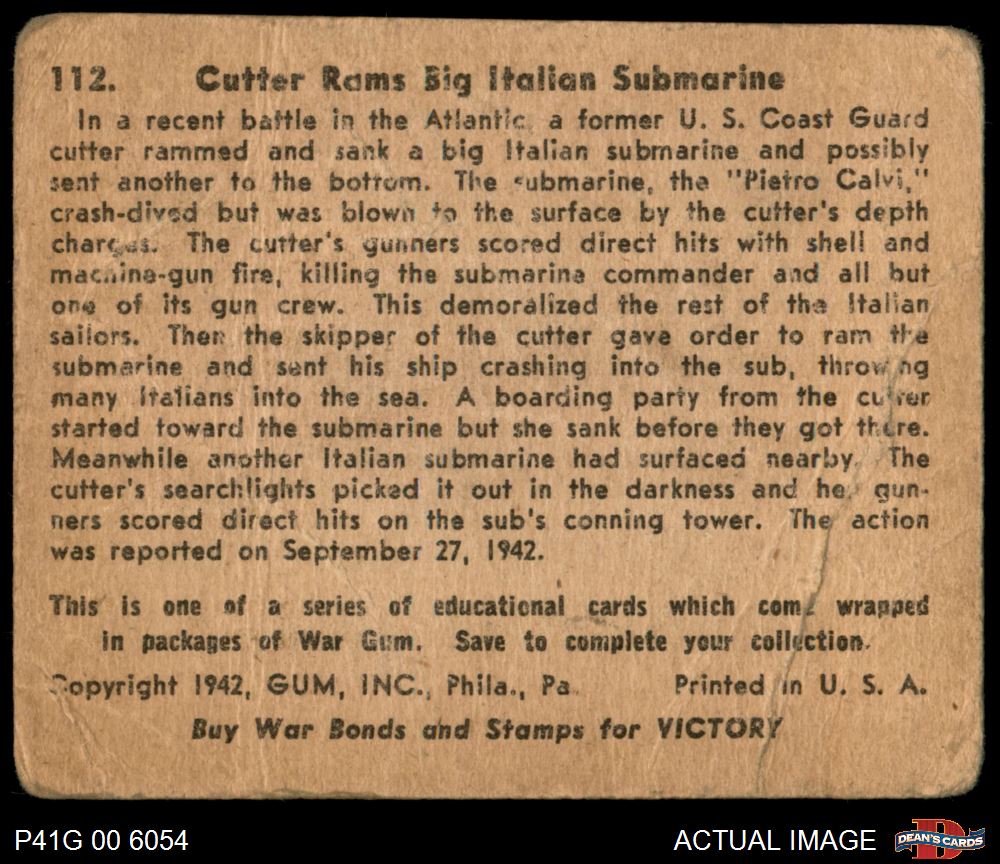 112. Cutter Rams Big Italian Submarine
In a recent battle in the Atlantic, a former U. S. Coast Guard
cutter rammed and sank a big Italian submarine and possibly
sent another to the bottom. The submarine, the "Pietro Calvi,"
crash-dived but was blown to the surface by the cutter's depth
charges. The cutter's gunners scored direct hits with shell and
machine-gun fire, killing the submarine commander and all but
one of its gun crew. This demoralized the rest of the Italian
sailors. Then the skipper of the cutter gave order to ram the
submarine and sent his ship crashing into the sub, throwing
many Italians into the sea. A boarding party from the cutter
started toward the submarine but she sank before they got there.
Meanwhile another Italian submarine had surfaced nearby. The
cutter's searchlights picked it out in the darkness and her gun-
ners scored direct hits on the sub's conning tower. The action
was reported on September 27, 1942.
This is one of a series of educational cards which come wrapped
in packages of War Gum. Save to complete your collection.
Copyright 1942, GUM, INC., Phila., Pa. Printed in U. S. A.
Buy War Bonds and Stamps for VICTORY
P41G 00 6054 ACTUAL IMAGE D DEAN'S CARDS